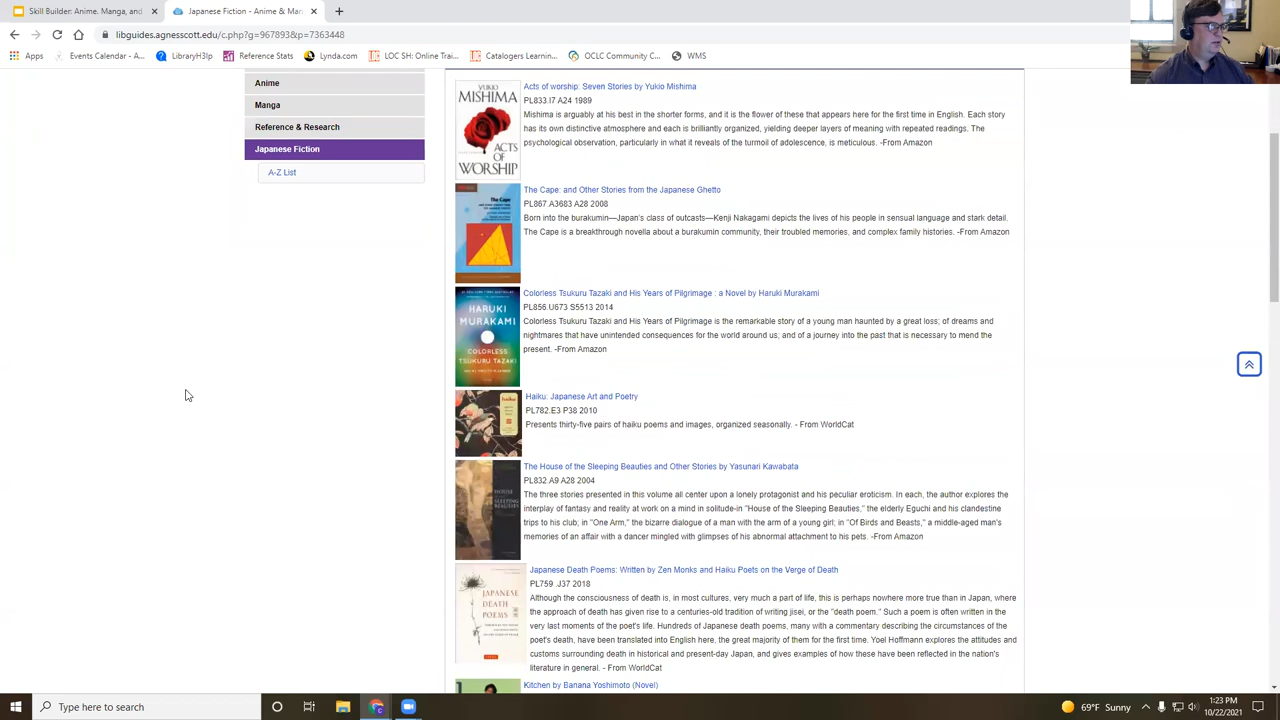 Skill Builder: Anime, Manga, and
Japanese Fiction - Anime & Man
libguides.agnesscott.edu/c.php?g=967893&p=7363448
Apps
Events Calendar - A...
LibraryH3lp
Reference Stats
Lynda.com
LOC SH: Online Trai...
Catalogers Learnin...
OCLC Community C...
WMS
Anime
Manga
Reference & Research
Japanese Fiction
A-Z List
YUKIO
MISHIMA
ACTS
OF
WORSHIP
Acts of worship: Seven Stories by Yukio Mishima
PL833.I7 A24 1989
Mishima is arguably at his best in the shorter forms, and it is the flower of these that appears here for the first time in English. Each story
has its own distinctive atmosphere and each is brilliantly organized, yielding deeper layers of meaning with repeated readings. The
psychological observation, particularly in what it reveals of the turmoil of adolescence, is meticulous. -From Amazon
The Cape
The Cape: and Other Stories from the Japanese Ghetto
PL867.A3683 A28 2008
Born into the burakumin—Japan's class of outcasts—Kenji Nakagami depicts the lives of his people in sensual language and stark detail.
The Cape is a breakthrough novella about a burakumin community, their troubled memories, and complex family histories. -From Amazon
HARUKI
MURAKAMI
COLORLESS
TSUKURU TAZAKI
Colorless Tsukuru Tazaki and His Years of Pilgrimage : a Novel by Haruki Murakami
PL856.U673 S5513 2014
Colorless Tsukuru Tazaki and His Years of Pilgrimage is the remarkable story of a young man haunted by a great loss; of dreams and
nightmares that have unintended consequences for the world around us; and of a journey into the past that is necessary to mend the
present. -From Amazon
haiku
Haiku: Japanese Art and Poetry
PL782.E3 P38 2010
Presents thirty-five pairs of haiku poems and images, organized seasonally. - From WorldCat
HOUSE
SLEEPING
BEAUTIES
The House of the Sleeping Beauties and Other Stories by Yasunari Kawabata
PL832 A9 A28 2004
The three stories presented in this volume all center upon a lonely protagonist and his peculiar eroticism. In each, the author explores the
interplay of fantasy and reality at work on a mind in solitude-in "House of the Sleeping Beauties," the elderly Eguchi and his clandestine
trips to his club; in "One Arm," the bizarre dialogue of a man with the arm of a young girl; in "Of Birds and Beasts," a middle-aged man's
memories of an affair with a dancer mingled with glimpses of his abnormal attachment to his pets. -From Amazon
JAPANESE
DEATH
POEMS
Japanese Death Poems: Written by Zen Monks and Haiku Poets on the Verge of Death
PL759 .J37 2018
Although the consciousness of death is, in most cultures, very much a part of life, this is perhaps nowhere more true than in Japan, where
the approach of death has given rise to a centuries-old tradition of writing jisei, or the "death poem." Such a poem is often written in the
very last moments of the poet's life. Hundreds of Japanese death poems, many with a commentary describing the circumstances of the
poet's death, have been translated into English here, the great majority of them for the first time. Yoel Hoffmann explores the attitudes and
customs surrounding death in historical and present-day Japan, and gives examples of how these have been reflected in the nation's
literature in general. - From WorldCat
Kitchen by Banana Yoshimoto (Novel)
Type here to search
69°F Sunny
1:23 PM
10/22/2021